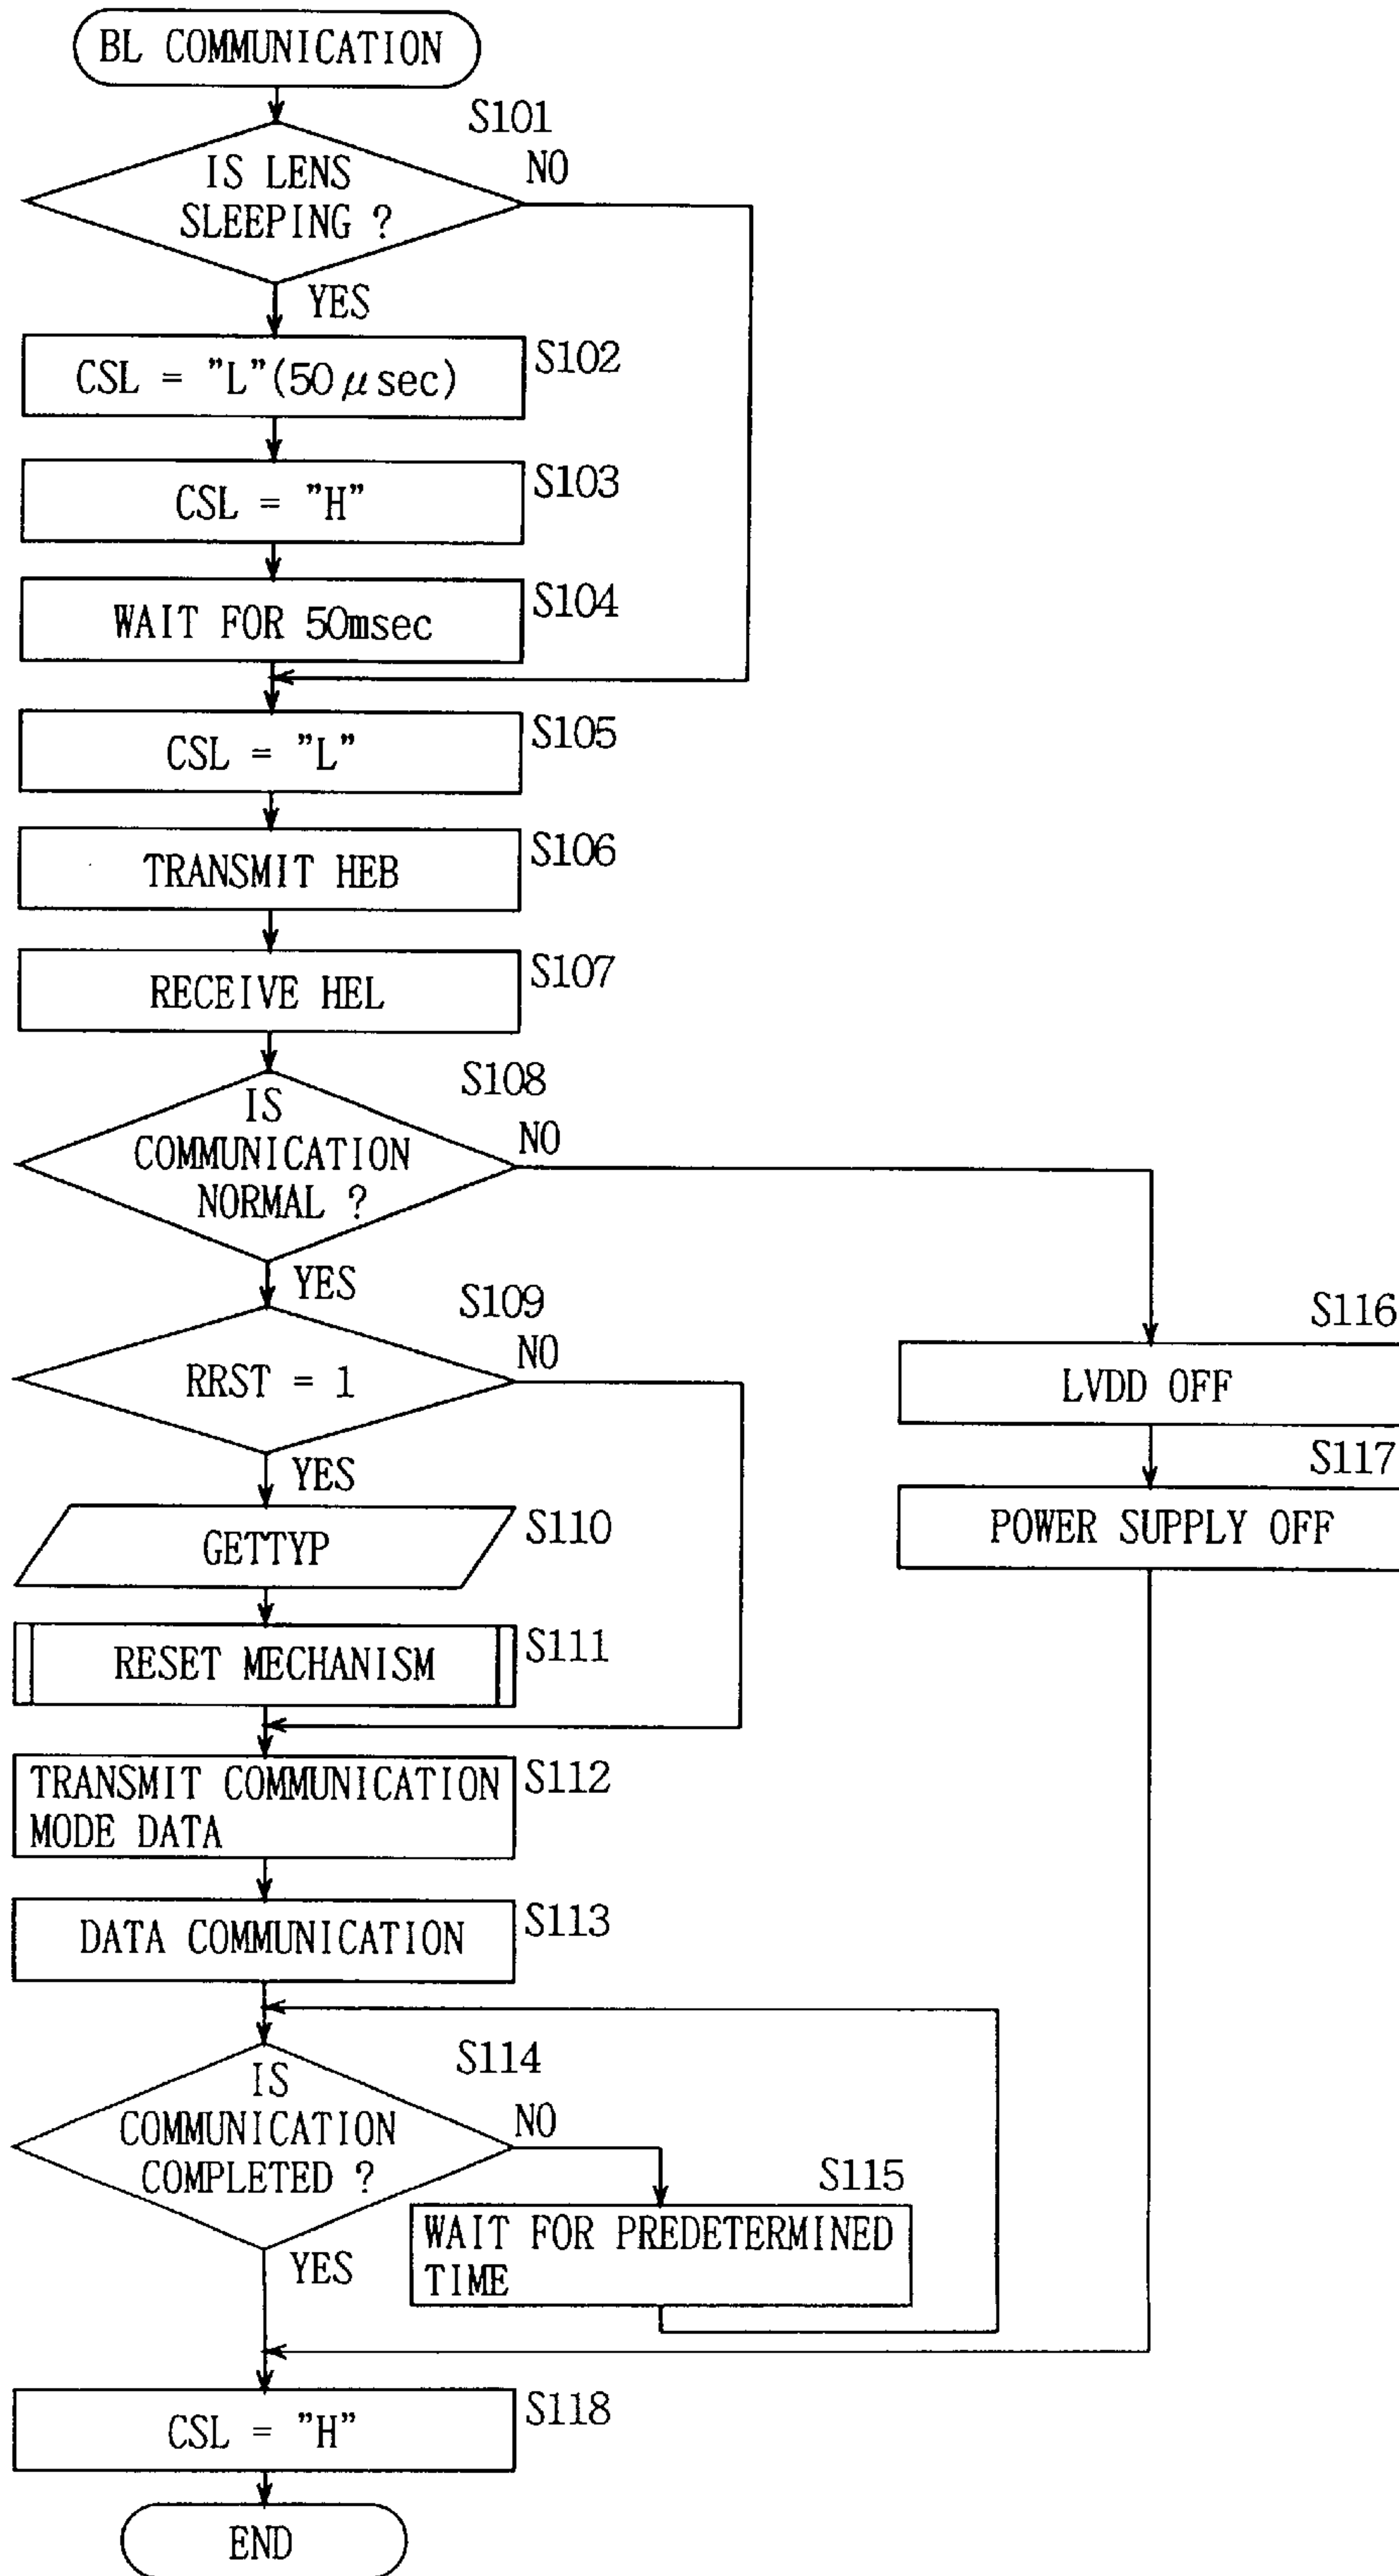 BL COMMUNICATION
S101
IS LENS
SLEEPING ?
NO
YES
CSL = "L"(50μsec)
S102
CSL = "H"
S103
WAIT FOR 50msec
S104
CSL = "L"
S105
TRANSMIT HEB
S106
RECEIVE HEL
S107
S108
IS
COMMUNICATION
NORMAL ?
NO
YES
S109
RRST = 1
NO
YES
S116
LVDD OFF
S117
POWER SUPPLY OFF
GETTYP
S110
RESET MECHANISM
S111
TRANSMIT COMMUNICATION
MODE DATA
S112
DATA COMMUNICATION
S113
S114
IS
COMMUNICATION
COMPLETED ?
NO
YES
S115
WAIT FOR PREDETERMINED
TIME
CSL = "H"
S118
END